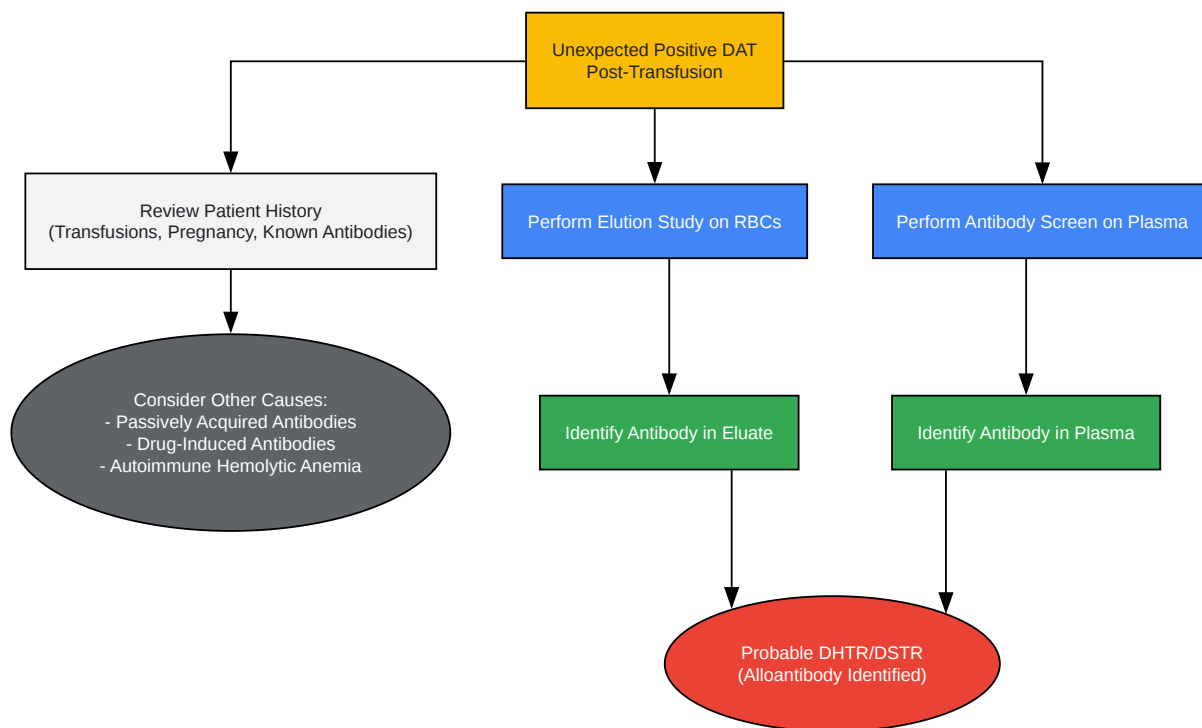 Unexpected Positive DAT
Post-Transfusion
Review Patient History
(Transfusions, Pregnancy, Known Antibodies)
Perform Elution Study on RBCs
Perform Antibody Screen on Plasma
Consider Other Causes:
- Passively Acquired Antibodies
- Drug-Induced Antibodies
- Autoimmune Hemolytic Anemia
Identify Antibody in Eluate
Identify Antibody in Plasma
Probable DHTR/DSTR
(Alloantibody Identified)